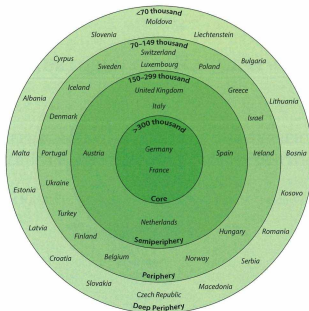 <70 thousand
Moldova
Slovenia
Liechtenstein
70–149 thousand
Switzerland
Cyrpus
Sweden
Luxembourg
Poland
Bulgaria
150–299 thousand
Iceland
United Kingdom
Greece
Albania
Italy
Lithuania
Denmark
Israel
>300 thousand
Malta
Portugal
Austria
Germany
Spain
Ireland
Bosnia
France
Estonia
Ukraine
Kosovo
Core
Turkey
Latvia
Netherlands
Finland
Hungary
Romania
Semiperiphery
Croatia
Belgium
Norway
Serbia
Periphery
Slovakia
Macedonia
Czech Republic
Deep Periphery